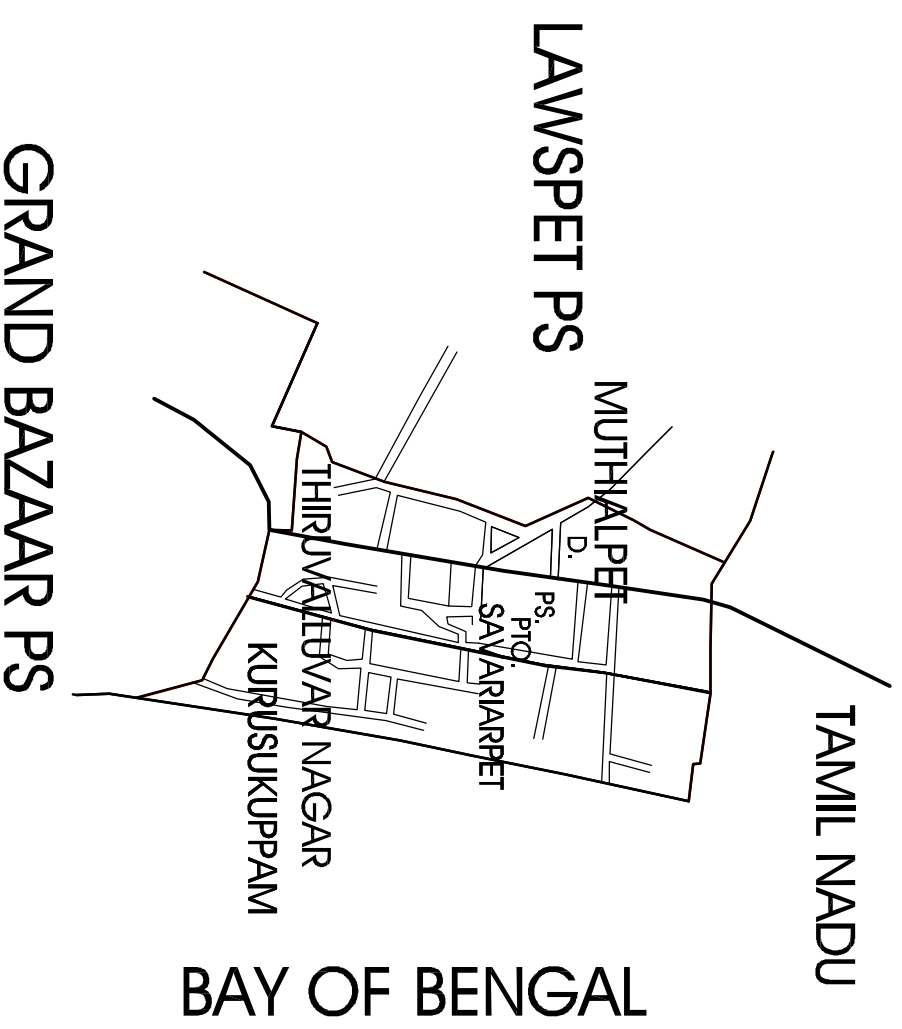 LAWSPET PS
GRAND BAZAAR PS
MUTHIALPET
D.
PS.
PTO.
SAVARIARPET
THIRUVALLUVAR NAGAR
KURUSUKUPPAM
TAMIL NADU
BAY OF BENGAL